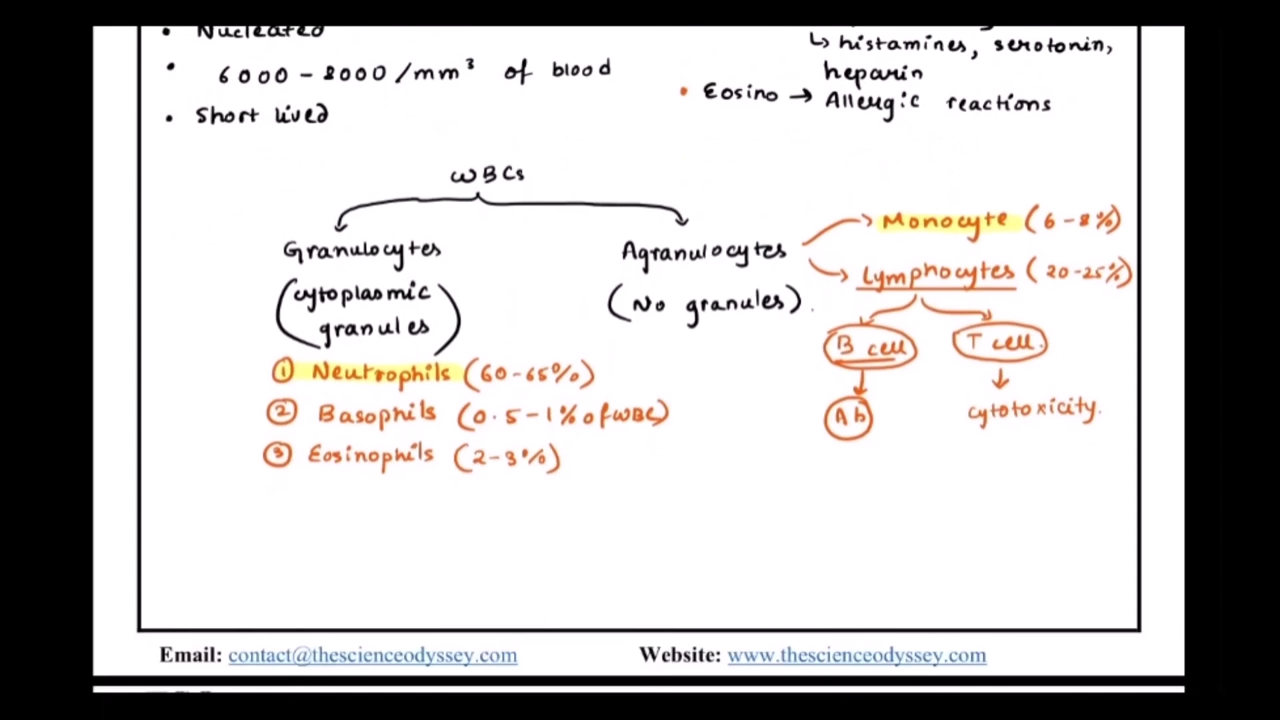 • Nucleated
• 6000 - 8000 / mm³ of blood
• Short lived
↳ histamines, serotonin,
heparin
• Eosino → Allergic reactions
WBCs
Granulocytes
(cytoplasmic
granules)
① Neutrophils (60-65%)
② Basophils (0.5-1% of WBC)
③ Eosinophils (2-3%)
Agranulocytes
(No granules).
Monocyte (6-8%)
Lymphocytes (20-25%)
B cell
T cell.
Ab
cytotoxicity.
Email: contact@thescienceodyssey.com
Website: www.thescienceodyssey.com